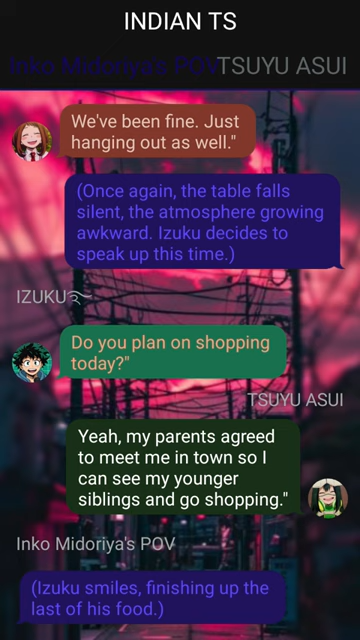 INDIAN TS
Inko Midoriya's POV TSUYU ASUI
We've been fine. Just
hanging out as well."
(Once again, the table falls
silent, the atmosphere growing
awkward. Izuku decides to
speak up this time.)
IZUKU
Do you plan on shopping
today?"
TSUYU ASUI
Yeah, my parents agreed
to meet me in town so I
can see my younger
siblings and go shopping."
Inko Midoriya's POV
(Izuku smiles, finishing up the
last of his food.)